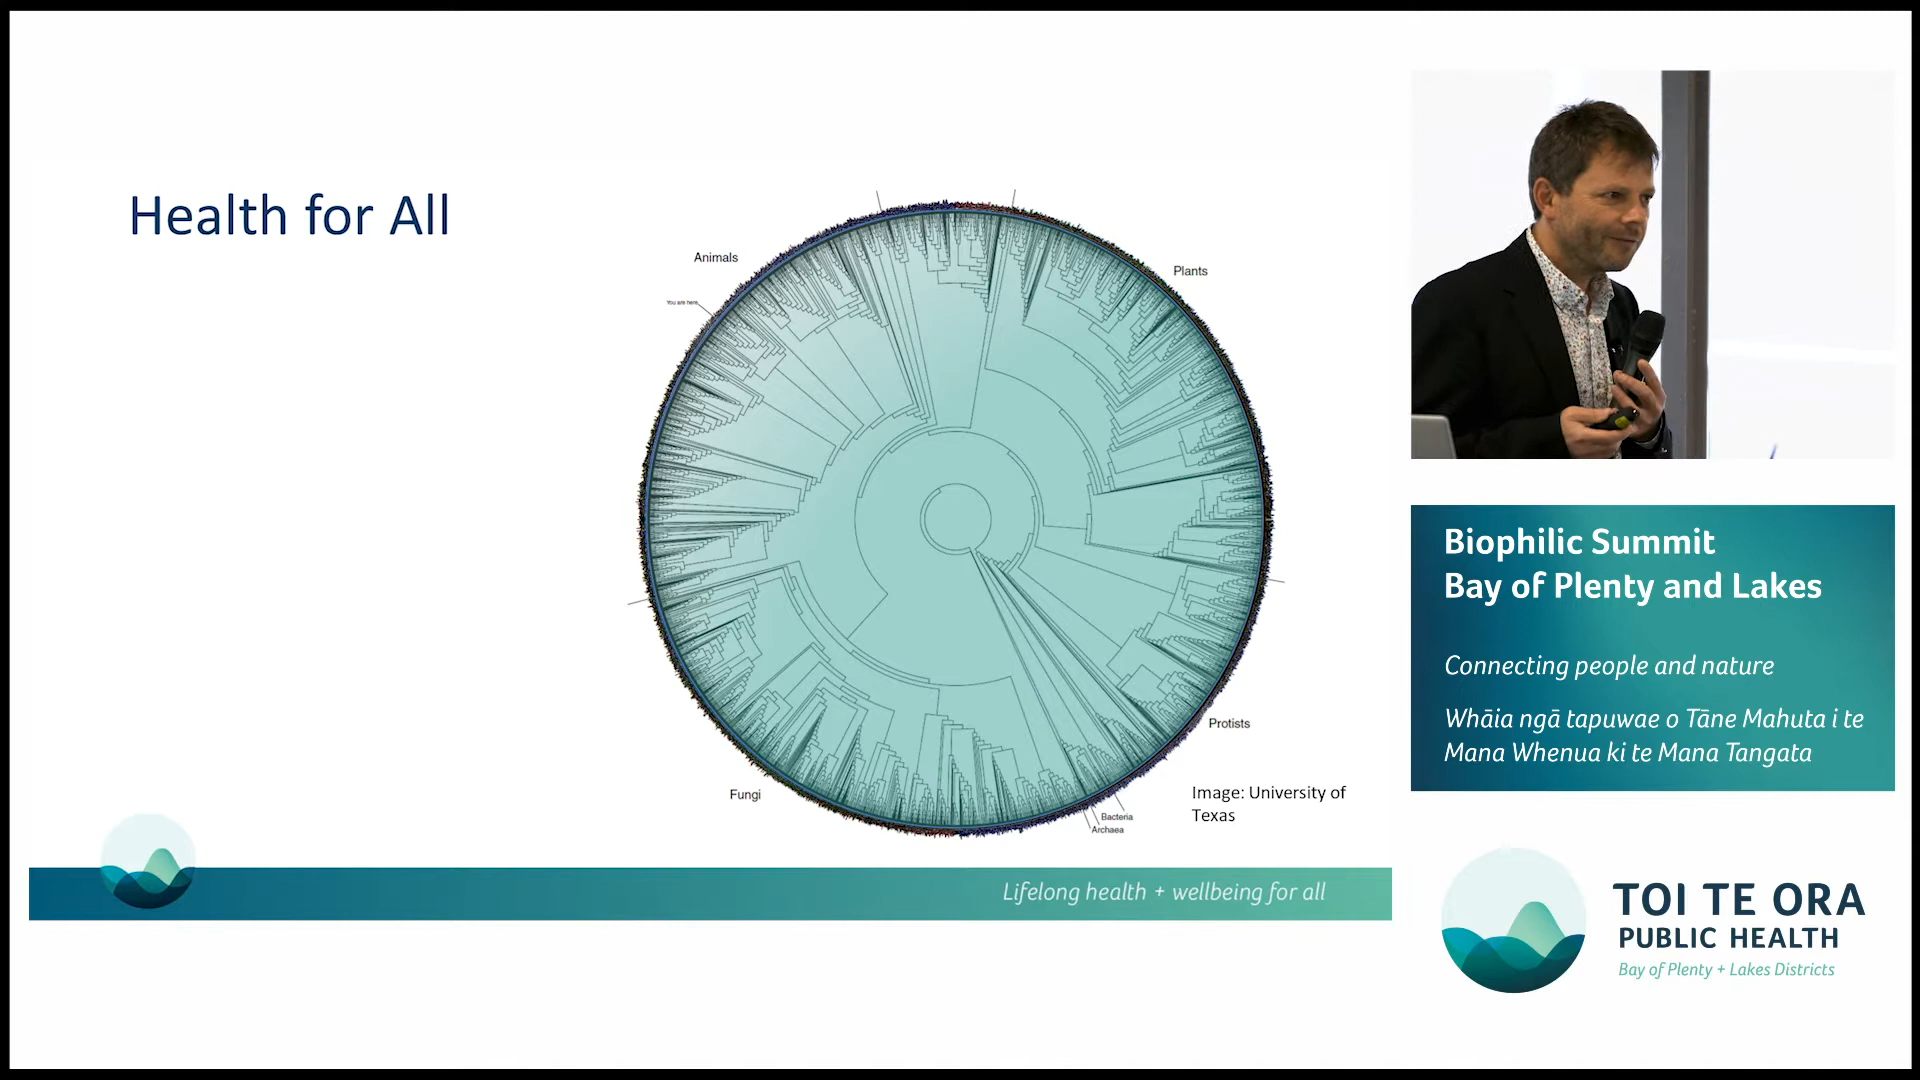 Health for All
Animals
Plants
You are here
Protists
Fungi
Bacteria
Archaea
Image: University of
Texas
Lifelong health + wellbeing for all
Biophilic Summit
Bay of Plenty and Lakes
Connecting people and nature
Whāia ngā tapuwae o Tāne Mahuta i te
Mana Whenua ki te Mana Tangata
TOI TE ORA
PUBLIC HEALTH
Bay of Plenty + Lakes Districts